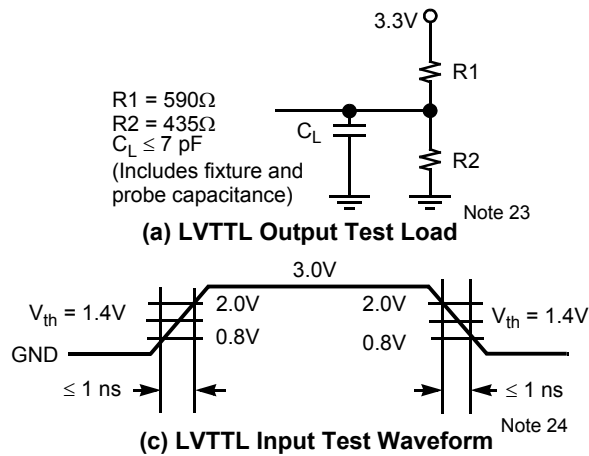 3.3V
R1
R1 = 590Ω
R2 = 435Ω
C_L ≤ 7 pF
(Includes fixture and
probe capacitance)
C_L
R2
Note 23
(a) LVTTL Output Test Load
3.0V
V_th = 1.4V
2.0V
2.0V
V_th = 1.4V
0.8V
0.8V
GND
≤ 1 ns
≤ 1 ns
Note 24
(c) LVTTL Input Test Waveform